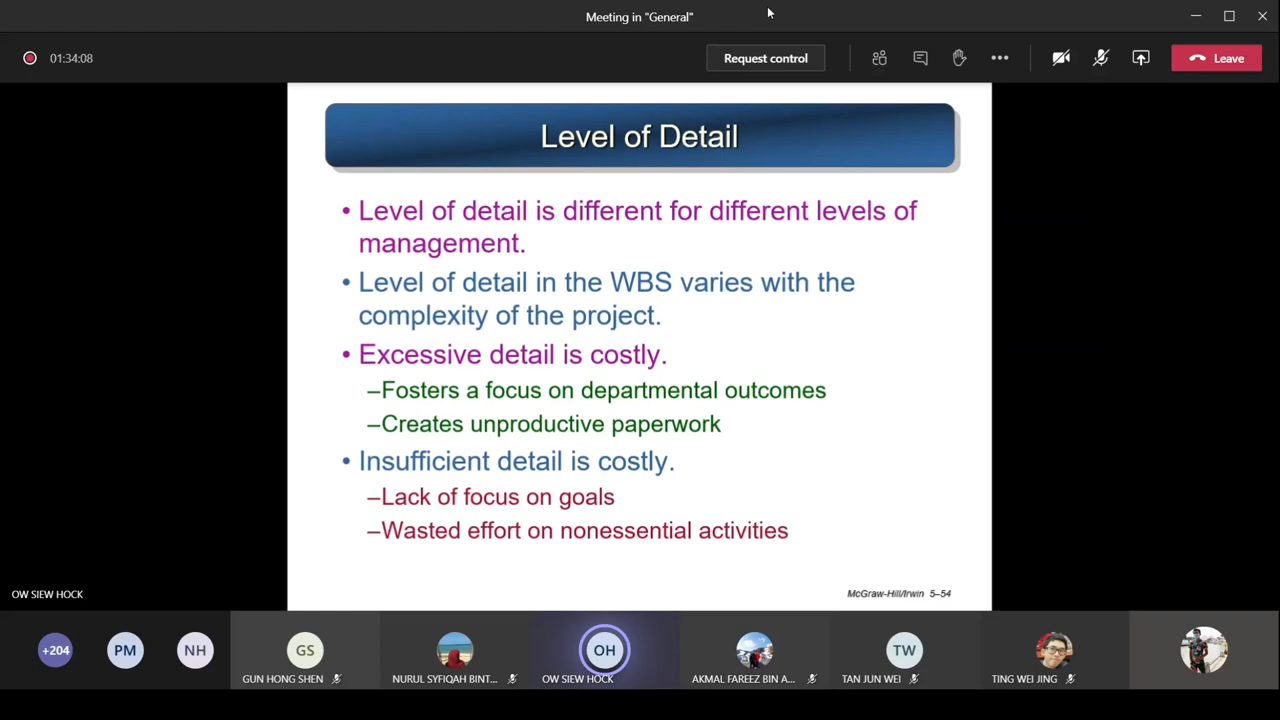 Meeting in "General"
01:34:08
Request control
Leave
Level of Detail
• Level of detail is different for different levels of
management.
• Level of detail in the WBS varies with the
complexity of the project.
• Excessive detail is costly.
–Fosters a focus on departmental outcomes
–Creates unproductive paperwork
• Insufficient detail is costly.
–Lack of focus on goals
–Wasted effort on nonessential activities
McGraw-Hill/Irwin 5–54
OW SIEW HOCK
+204
PM
NH
GS
OH
TW
GUN HONG SHEN
NURUL SYFIQAH BINT...
OW SIEW HOCK
AKMAL FAREEZ BIN A...
TAN JUN WEI
TING WEI JING